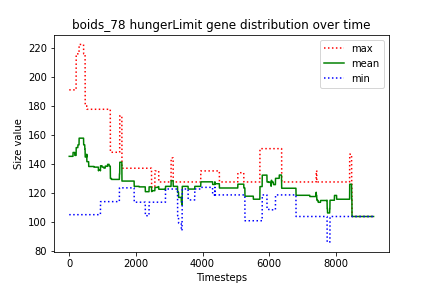 boids_78 hungerLimit gene distribution over time
max
mean
min
Size value
220
200
180
160
140
120
100
80
0
2000
4000
6000
8000
Timesteps